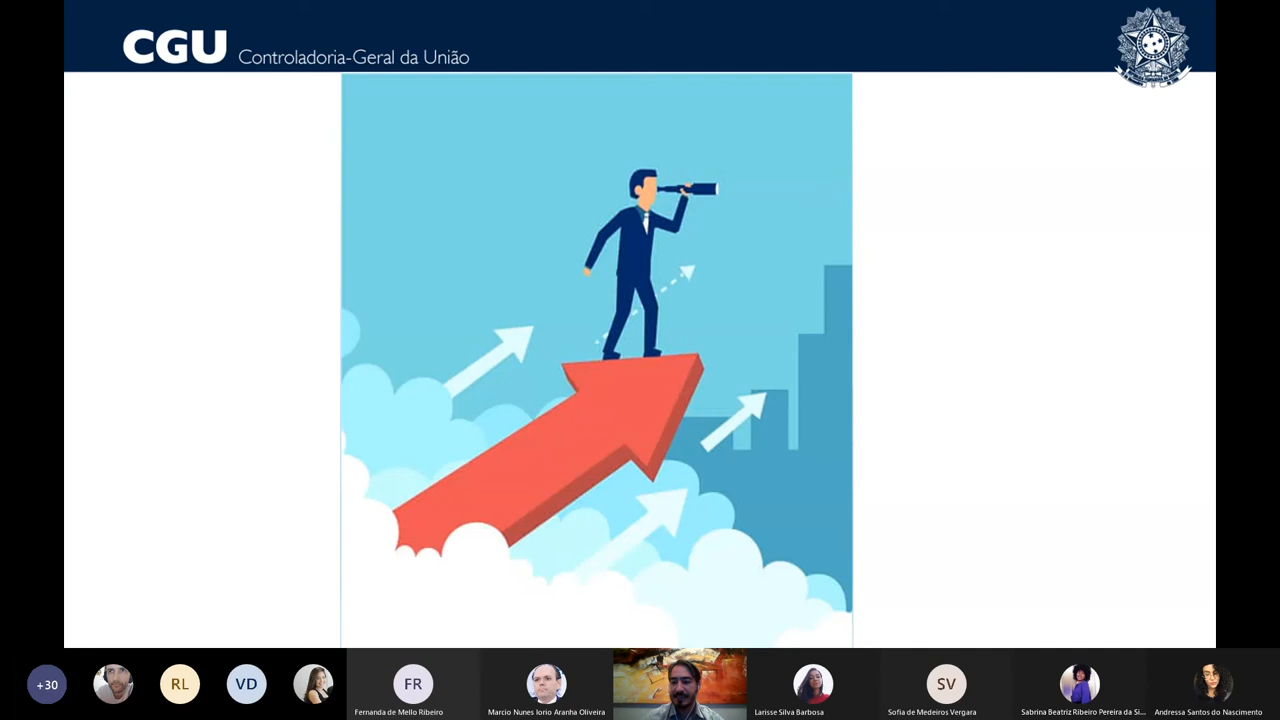 CGU Controladoria-Geral da União
+30
RL
VD
FR
Fernanda de Mello Ribeiro
Marcio Nunes Iorio Aranha Oliveira
Larisse Silva Barbosa
SV
Sofia de Medeiros Vergara
Sabrina Beatriz Ribeiro Pereira da Si...
Andressa Santos do Nascimento